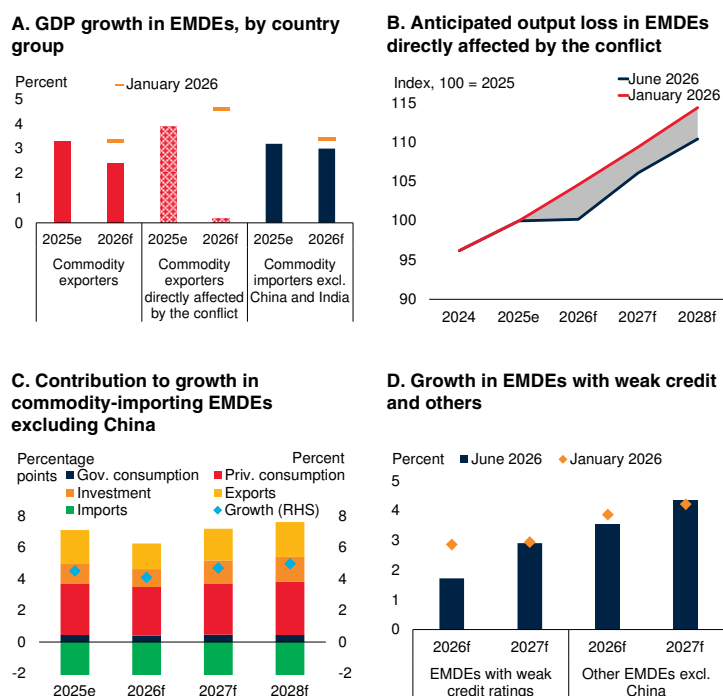 A. GDP growth in EMDEs, by country
group
Percent
January 2026
5
4
3
2
1
0
2025e 2026f 2025e 2026f 2025e 2026f
Commodity
exporters
Commodity
exporters
directly affected
by the conflict
Commodity
importers excl.
China and India
B. Anticipated output loss in EMDEs
directly affected by the conflict
Index, 100 = 2025
June 2026
January 2026
115
110
105
100
95
90
2024 2025e 2026f 2027f 2028f
C. Contribution to growth in
commodity-importing EMDEs
excluding China
Percentage
points
Percent
Gov. consumption
Priv. consumption
Investment
Exports
Imports
Growth (RHS)
8 8
6 6
4 4
2 2
0 0
-2 -2
2025e 2026f 2027f 2028f
D. Growth in EMDEs with weak credit
and others
Percent
June 2026
January 2026
5
4
3
2
1
0
2026f 2027f 2026f 2027f
EMDEs with weak
credit ratings
Other EMDEs excl.
China